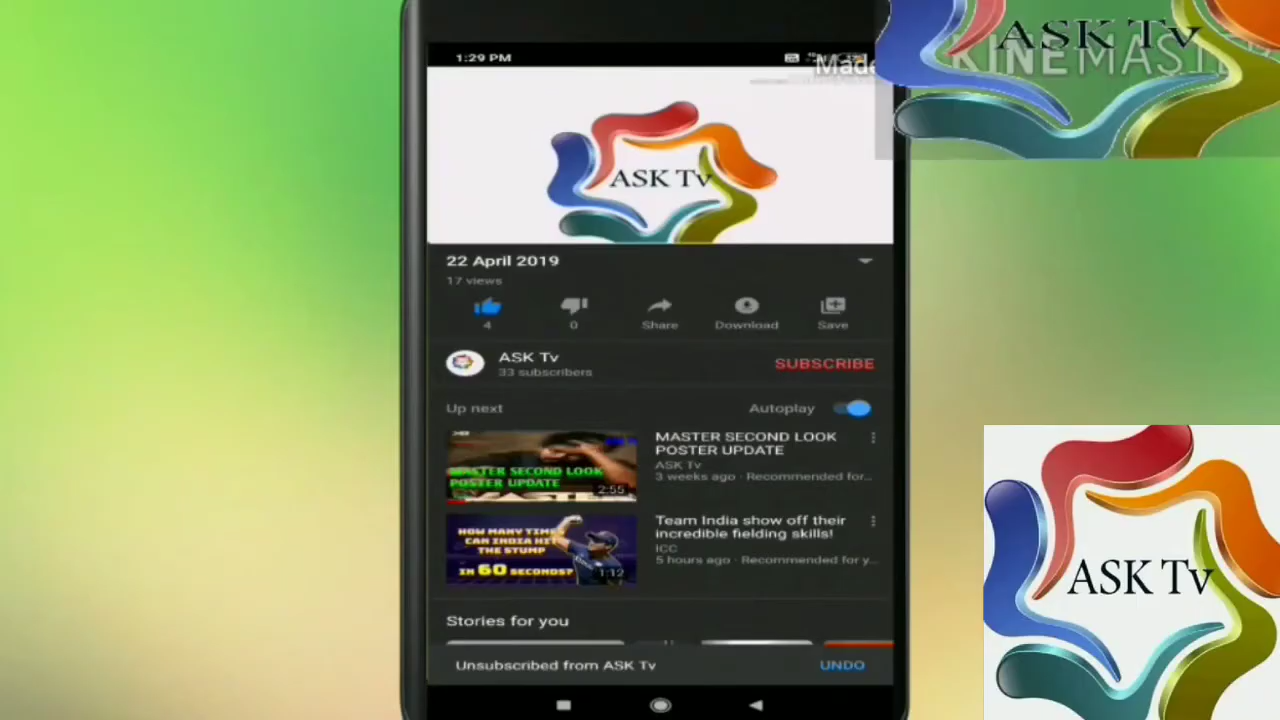 1:29 PM
Made
ASK Tv
KINEMASTE
ASK Tv
22 April 2019
17 views
4
0
Share
Download
Save
ASK Tv
33 subscribers
SUBSCRIBE
Up next
Autoplay
MASTER SECOND LOOK
POSTER UPDATE
2:55
MASTER SECOND LOOK
POSTER UPDATE
ASK Tv
3 weeks ago · Recommended for...
HOW MANY TIMES
CAN INDIA HIT
THE STUMP
IN 60 SECONDS?
1:12
Team India show off their
incredible fielding skills!
ICC
5 hours ago · Recommended for y...
Stories for you
Unsubscribed from ASK Tv
UNDO
ASK Tv